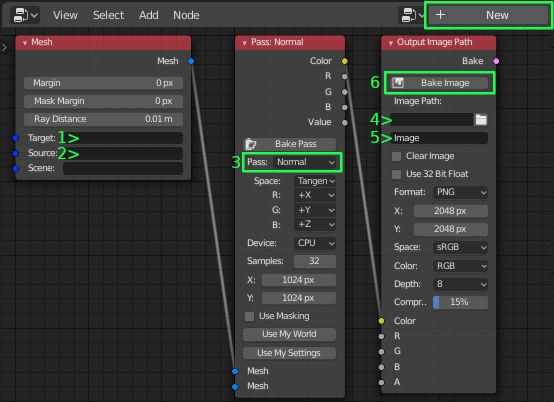 View Select Add Node + New
Mesh
Mesh
Margin 0 px
Mask Margin 0 px
Ray Distance 0.01 m
Target: 1>
Source: 2>
Scene:
Pass: Normal
Color
R
G
B
Value
Bake Pass
3 Pass: Normal
Space: Tangen
R: +X
G: +Y
B: +Z
Device: CPU
Samples: 32
X: 1024 px
Y: 1024 px
Use Masking
Use My World
Use My Settings
Mesh
Mesh
Output Image Path
Bake
6 Bake Image
Image Path:
4>
5> Image
Clear Image
Use 32 Bit Float
Format: PNG
X: 2048 px
Y: 2048 px
Space: sRGB
Color: RGB
Depth: 8
Compr.. 15%
Color
R
G
B
A